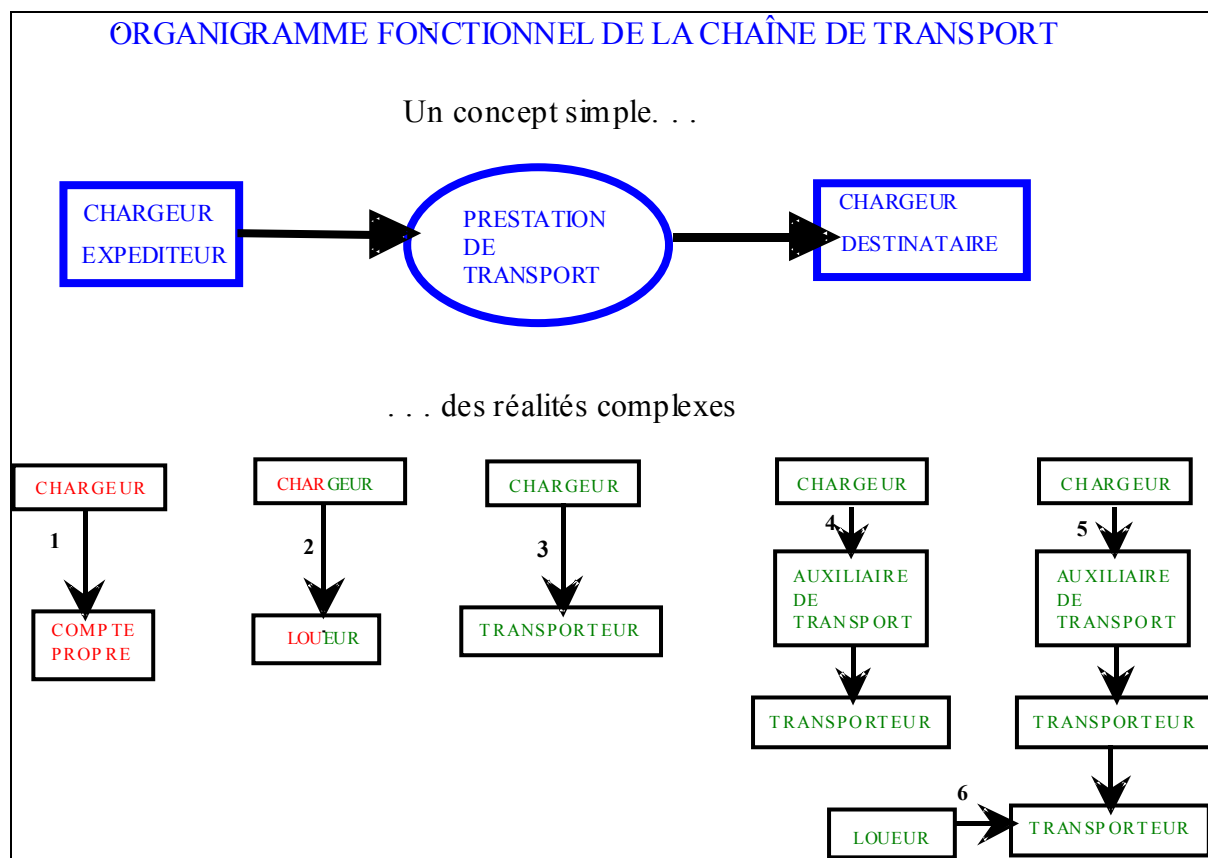 ORGANIGRAMME FONCTIONNEL DE LA CHAÎNE DE TRANSPORT
Un concept simple. . .
CHARGEUR
EXPEDITEUR
PRESTATION
DE
TRANSPORT
CHARGEUR
DESTINATAIRE
. . . des réalités complexes
CHARGEUR
1
COMPTE
PROPRE
CHARGEUR
2
LOUEUR
CHARGEUR
3
TRANSPORTEUR
CHARGEUR
4
AUXILIAIRE
DE
TRANSPORT
TRANSPORTEUR
CHARGEUR
5
AUXILIAIRE
DE
TRANSPORT
TRANSPORTEUR
LOUEUR
6
TRANSPORTEUR